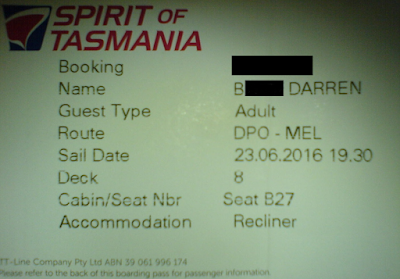 SPIRIT OF
TASMANIA
Booking
Name B DARREN
Guest Type Adult
Route DPO - MEL
Sail Date 23.06.2016 19.30
Deck 8
Cabin/Seat Nbr Seat B27
Accommodation Recliner
TT-Line Company Pty Ltd ABN 39 061 996 174
Please refer to the back of this boarding pass for passenger information.